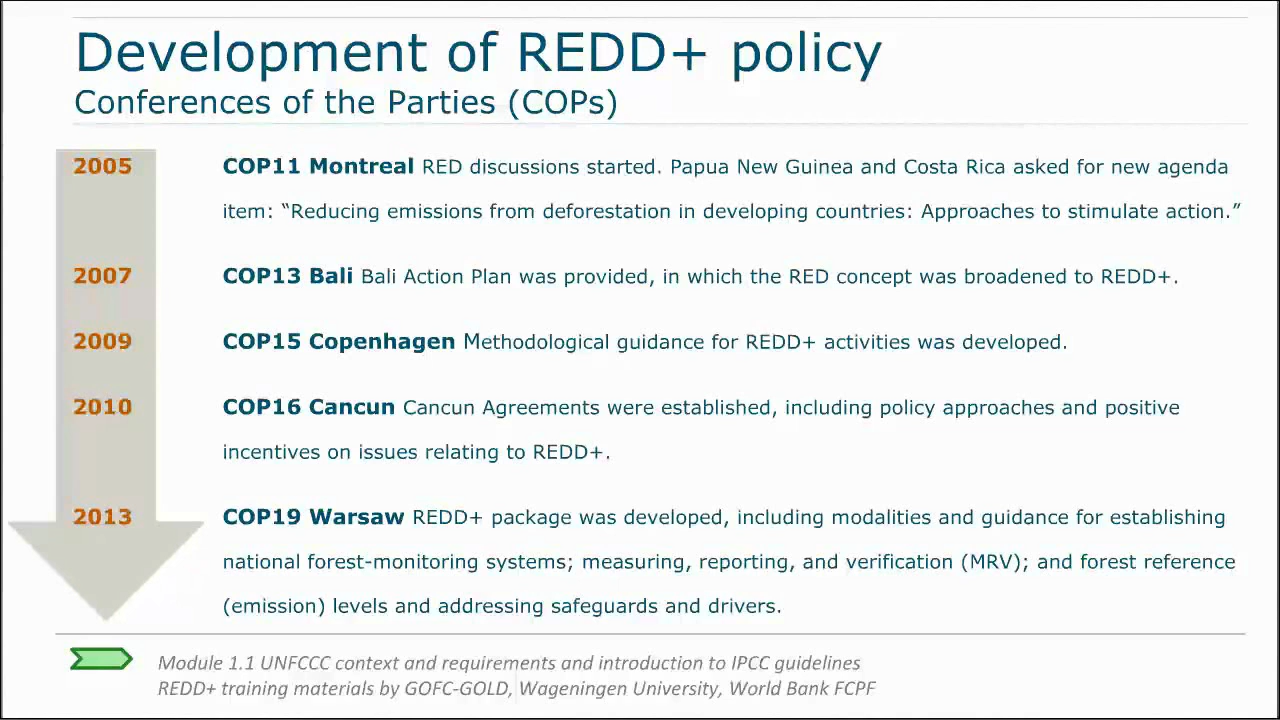 Development of REDD+ policy
Conferences of the Parties (COPs)
2005 COP11 Montreal RED discussions started. Papua New Guinea and Costa Rica asked for new agenda
item: “Reducing emissions from deforestation in developing countries: Approaches to stimulate action.”
2007 COP13 Bali Bali Action Plan was provided, in which the RED concept was broadened to REDD+.
2009 COP15 Copenhagen Methodological guidance for REDD+ activities was developed.
2010 COP16 Cancun Cancun Agreements were established, including policy approaches and positive
incentives on issues relating to REDD+.
2013 COP19 Warsaw REDD+ package was developed, including modalities and guidance for establishing
national forest-monitoring systems; measuring, reporting, and verification (MRV); and forest reference
(emission) levels and addressing safeguards and drivers.
Module 1.1 UNFCCC context and requirements and introduction to IPCC guidelines
REDD+ training materials by GOFC-GOLD, Wageningen University, World Bank FCPF